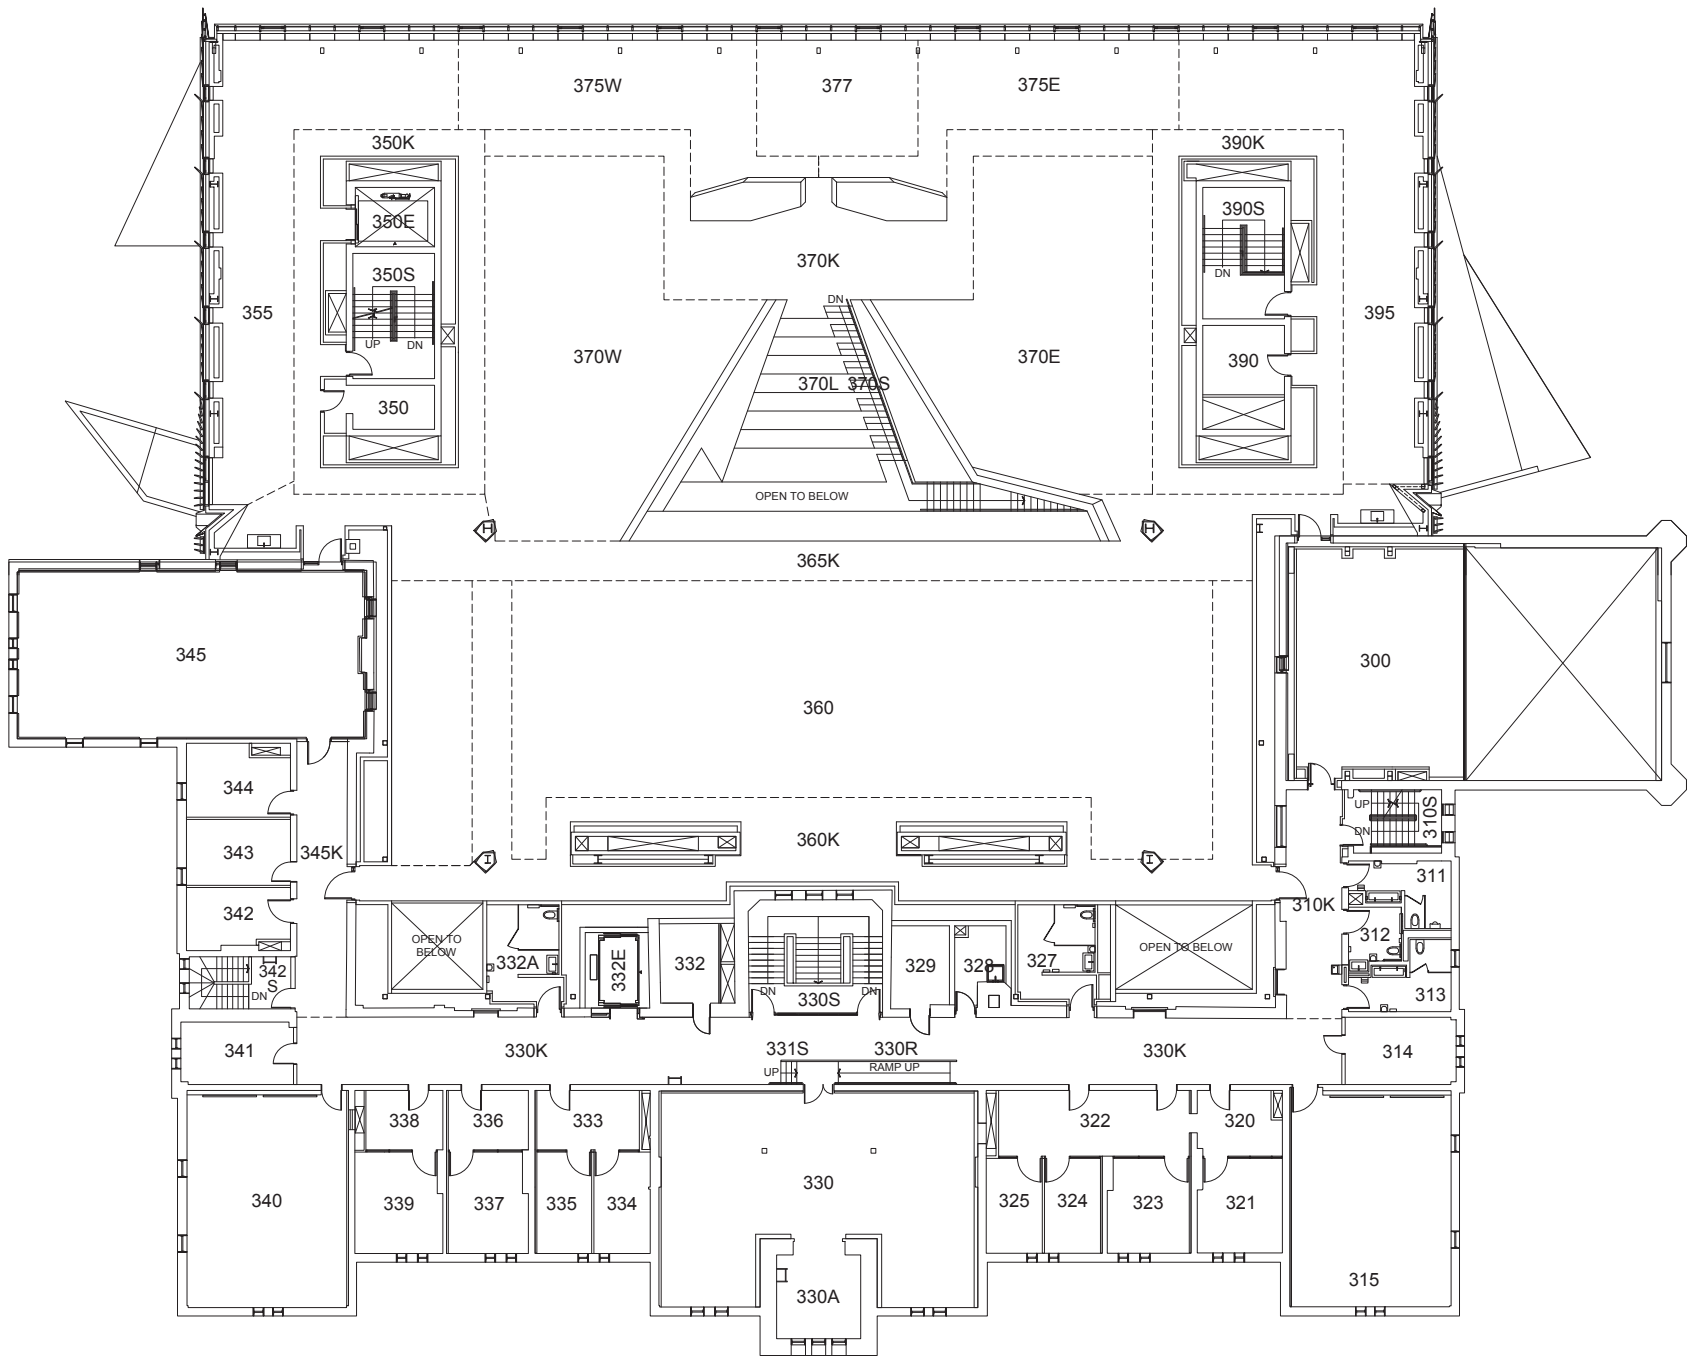 375W
377
375E
350K
390K
350E
390S
DN
370K
350S
DN
355
395
UP
DN
370W
370E
390
370L
370S
350
OPEN TO BELOW
365K
345
300
360
344
UP
310S
DN
360K
343
345K
311
342
310K
312
OPEN TO
BELOW
OPEN TO BELOW
332A
332E
332
329
328
327
342
S
DN
DN
330S
DN
313
341
330K
331S
330R
330K
314
UP
RAMP UP
338
336
333
322
320
340
339
337
335
334
330
325
324
323
321
315
330A